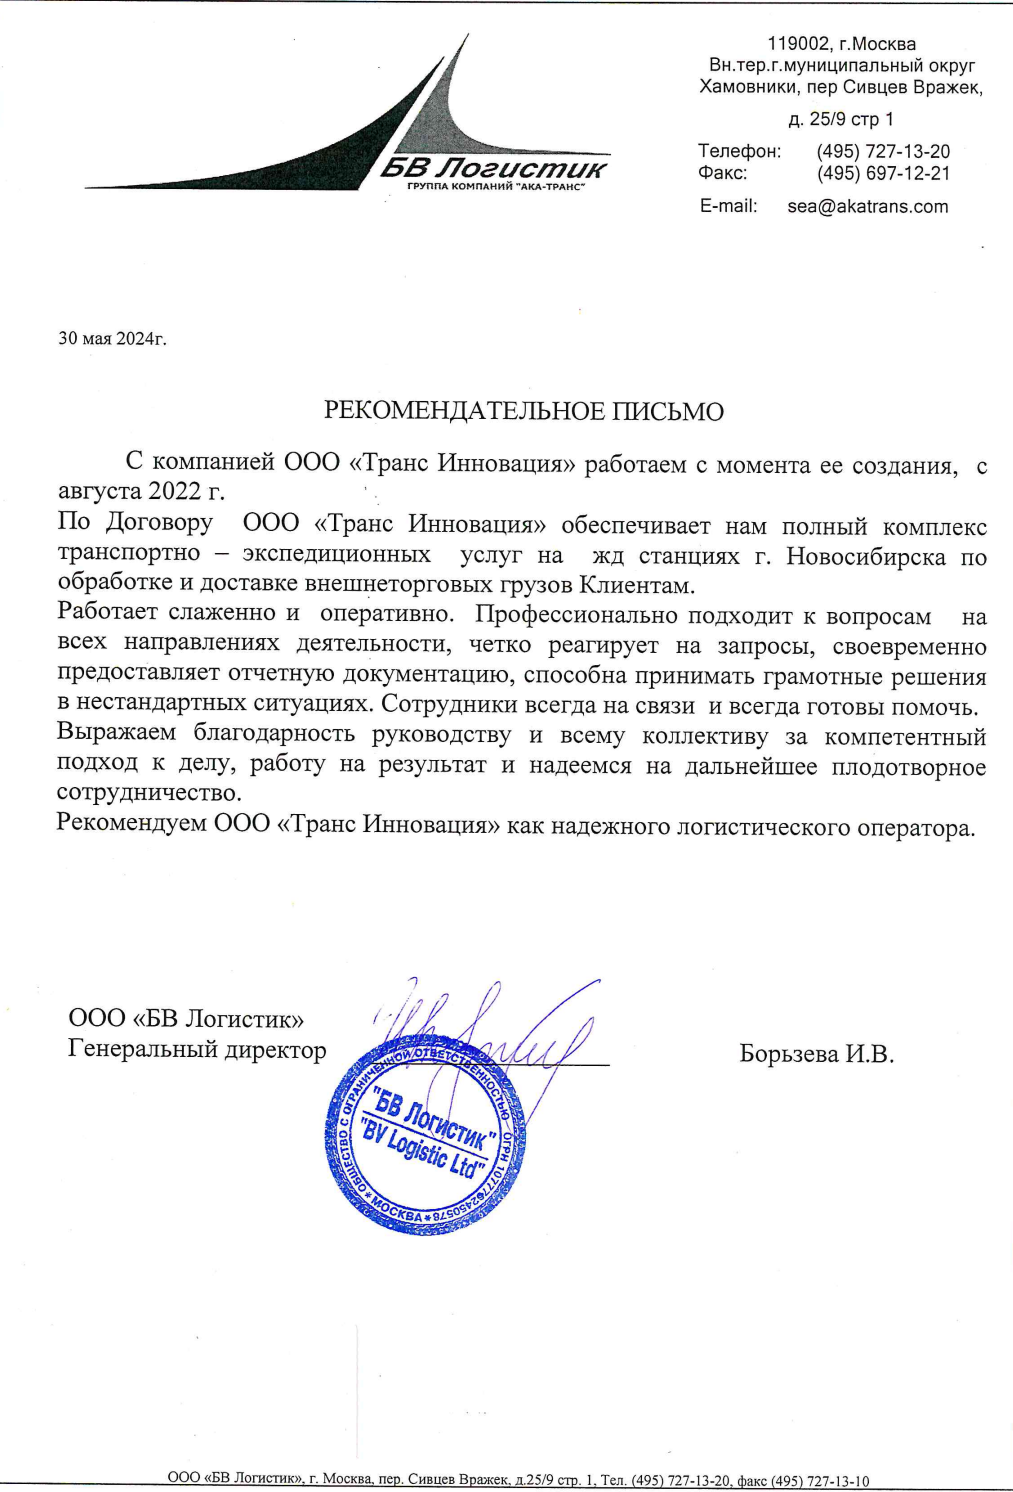 119002, г.Москва
Вн.тер.г.муниципальный округ
Хамовники, пер Сивцев Вражек,
д. 25/9 стр 1
Телефон: (495) 727-13-20
Факс: (495) 697-12-21
E-mail: sea@akatrans.com
БВ Логистик
ГРУППА КОМПАНИЙ "АКА-ТРАНС"
30 мая 2024г.
РЕКОМЕНДАТЕЛЬНОЕ ПИСЬМО
С компанией ООО «Транс Инновация» работаем с момента ее создания, с
августа 2022 г.
По Договору ООО «Транс Инновация» обеспечивает нам полный комплекс
транспортно – экспедиционных услуг на жд станциях г. Новосибирска по
обработке и доставке внешнеторговых грузов Клиентам.
Работает слаженно и оперативно. Профессионально подходит к вопросам на
всех направлениях деятельности, четко реагирует на запросы, своевременно
предоставляет отчетную документацию, способна принимать грамотные решения
в нестандартных ситуациях. Сотрудники всегда на связи и всегда готовы помочь.
Выражаем благодарность руководству и всему коллективу за компетентный
подход к делу, работу на результат и надеемся на дальнейшее плодотворное
сотрудничество.
Рекомендуем ООО «Транс Инновация» как надежного логистического оператора.
ООО «БВ Логистик»
Генеральный директор
Борьзева И.В.
ОБЩЕСТВО С ОГРАНИЧЕННОЙ ОТВЕТСТВЕННОСТЬЮ
ОГРН 1077762450578
* МОСКВА *
"БВ Логистик"
"BV Logistic Ltd"
ООО «БВ Логистик», г. Москва, пер. Сивцев Вражек, д.25/9 стр. 1, Тел. (495) 727-13-20, факс (495) 727-13-10